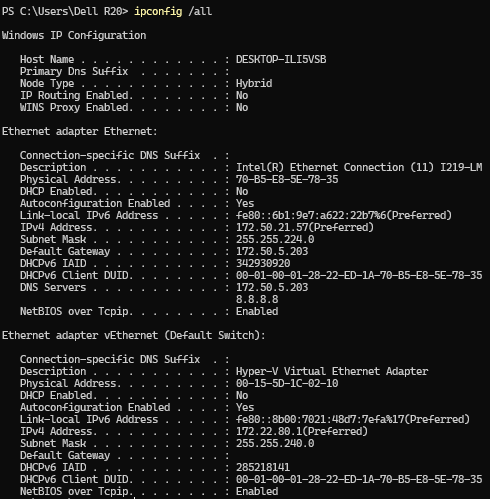 PS C:\Users\Dell R20> ipconfig /all
Windows IP Configuration
Host Name . . . . . . . . . . . . : DESKTOP-ILI5VSB
Primary Dns Suffix  . . . . . . . :
Node Type . . . . . . . . . . . . : Hybrid
IP Routing Enabled. . . . . . . . : No
WINS Proxy Enabled. . . . . . . . : No
Ethernet adapter Ethernet:
Connection-specific DNS Suffix  . :
Description . . . . . . . . . . . : Intel(R) Ethernet Connection (11) I219-LM
Physical Address. . . . . . . . . : 70-B5-E8-5E-78-35
DHCP Enabled. . . . . . . . . . . : No
Autoconfiguration Enabled . . . . : Yes
Link-local IPv6 Address . . . . . : fe80::6b1:9e7:a622:22b7%6(Preferred)
IPv4 Address. . . . . . . . . . . : 172.50.21.57(Preferred)
Subnet Mask . . . . . . . . . . . : 255.255.224.0
Default Gateway . . . . . . . . . : 172.50.5.203
DHCPv6 IAID . . . . . . . . . . . : 342930920
DHCPv6 Client DUID. . . . . . . . : 00-01-00-01-28-22-ED-1A-70-B5-E8-5E-78-35
DNS Servers . . . . . . . . . . . : 172.50.5.203
8.8.8.8
NetBIOS over Tcpip. . . . . . . . : Enabled
Ethernet adapter vEthernet (Default Switch):
Connection-specific DNS Suffix  . :
Description . . . . . . . . . . . : Hyper-V Virtual Ethernet Adapter
Physical Address. . . . . . . . . : 00-15-5D-1C-02-10
DHCP Enabled. . . . . . . . . . . : No
Autoconfiguration Enabled . . . . : Yes
Link-local IPv6 Address . . . . . : fe80::8b00:7021:48d7:7efa%17(Preferred)
IPv4 Address. . . . . . . . . . . : 172.22.80.1(Preferred)
Subnet Mask . . . . . . . . . . . : 255.255.240.0
Default Gateway . . . . . . . . . :
DHCPv6 IAID . . . . . . . . . . . : 285218141
DHCPv6 Client DUID. . . . . . . . : 00-01-00-01-28-22-ED-1A-70-B5-E8-5E-78-35
NetBIOS over Tcpip. . . . . . . . : Enabled